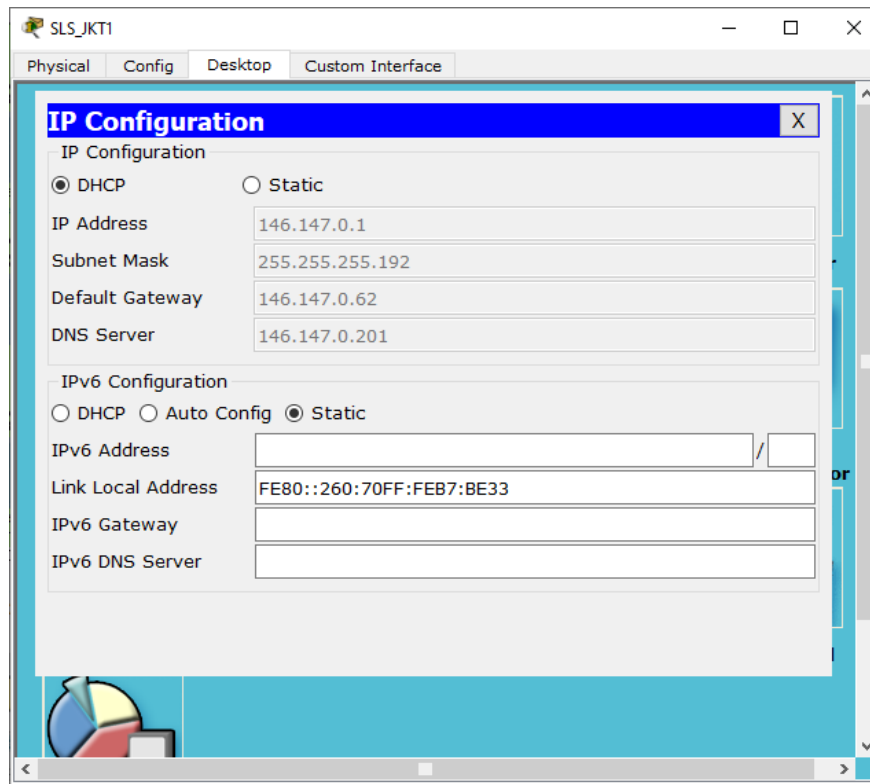 SLS_JKT1
Physical Config Desktop Custom Interface
IP Configuration X
IP Configuration
DHCP Static
IP Address 146.147.0.1
Subnet Mask 255.255.255.192
Default Gateway 146.147.0.62
DNS Server 146.147.0.201
IPv6 Configuration
DHCP Auto Config Static
IPv6 Address /
Link Local Address FE80::260:70FF:FEB7:BE33
IPv6 Gateway
IPv6 DNS Server
or